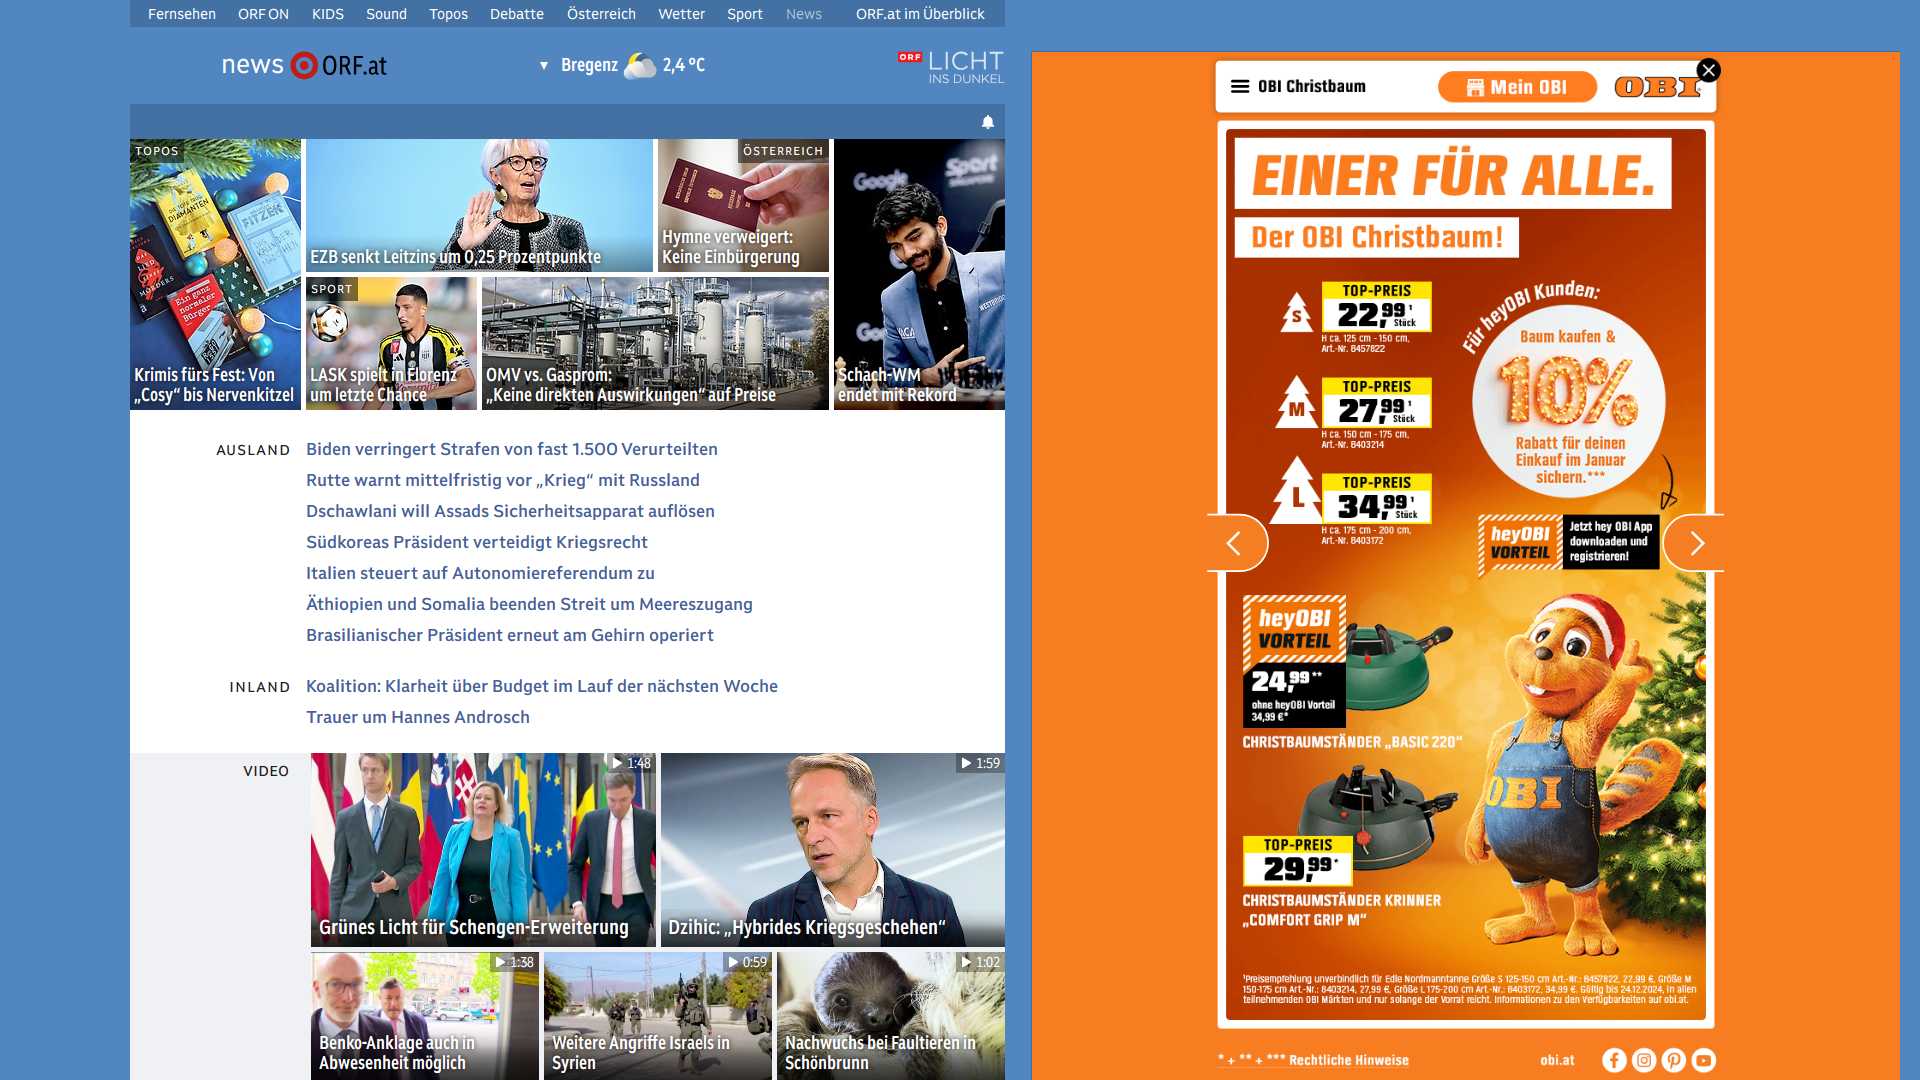 Fernsehen ORF ON KIDS Sound Topos Debatte Österreich Wetter Sport News ORF.at im Überblick
news ORF.at
Bregenz 2,4 °C
ORF LICHT
INS DUNKEL
TOPOS
Krimis fürs Fest: Von
„Cosy“ bis Nervenkitzel
EZB senkt Leitzins um 0,25 Prozentpunkte
ÖSTERREICH
Hymne verweigert:
Keine Einbürgerung
SPORT
LASK spielt in Florenz
um letzte Chance
OMV vs. Gasprom:
„Keine direkten Auswirkungen“ auf Preise
Google
Sport
Schach-WM
endet mit Rekord
AUSLAND
Biden verringert Strafen von fast 1.500 Verurteilten
Rutte warnt mittelfristig vor „Krieg“ mit Russland
Dschawlani will Assads Sicherheitsapparat auflösen
Südkoreas Präsident verteidigt Kriegsrecht
Italien steuert auf Autonomiereferendum zu
Äthiopien und Somalia beenden Streit um Meereszugang
Brasilianischer Präsident erneut am Gehirn operiert
INLAND
Koalition: Klarheit über Budget im Lauf der nächsten Woche
Trauer um Hannes Androsch
VIDEO
1:48
Grünes Licht für Schengen-Erweiterung
1:59
Dzihic: „Hybrides Kriegsgeschehen“
1:38
Benko-Anklage auch in
Abwesenheit möglich
0:59
Weitere Angriffe Israels in
Syrien
1:02
Nachwuchs bei Faultieren in
Schönbrunn
OBI Christbaum
Mein OBI
OBI
EINER FÜR ALLE.
Der OBI Christbaum!
S
TOP-PREIS
22,99¹
Stück
H ca. 125 cm - 150 cm,
Art.-Nr. 8457822
M
TOP-PREIS
27,99¹
Stück
H ca. 150 cm - 175 cm,
Art.-Nr. 8403214
L
TOP-PREIS
34,99¹
Stück
H ca. 175 cm - 200 cm,
Art.-Nr. 8403172
Für heyOBI Kunden:
Baum kaufen &
10%
Rabatt für deinen
Einkauf im Januar
sichern.***
heyOBI
VORTEIL
Jetzt hey OBI App
downloaden und
registrieren!
heyOBI
VORTEIL
24,99**
ohne heyOBI Vorteil
34,99 €*
CHRISTBAUMSTÄNDER „BASIC 220“
OBI
TOP-PREIS
29,99*
CHRISTBAUMSTÄNDER KRINNER
„COMFORT GRIP M“
¹Preisempfehlung unverbindlich für Edle Nordmanntanne Größe S 125-150 cm Art.-Nr.: 8457822, 22,99 €, Größe M
150-175 cm Art.-Nr.: 8403214, 27,99 €, Größe L 175-200 cm Art.-Nr.: 8403172, 34,99 €. Gültig bis 24.12.2024, in allen
teilnehmenden OBI Märkten und nur solange der Vorrat reicht. Informationen zu den Verfügbarkeiten auf obi.at.
* + ** + *** Rechtliche Hinweise
obi.at